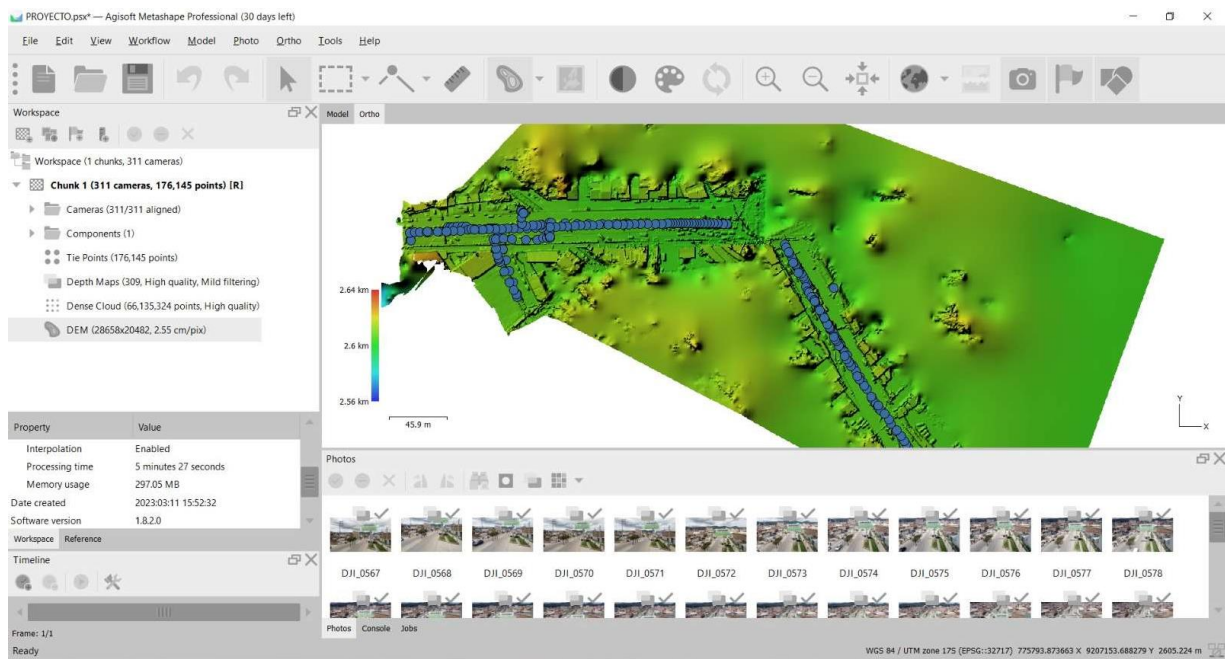 PROYECTO.psx* — Agisoft Metashape Professional (30 days left)
File Edit View Workflow Model Photo Ortho Tools Help
Workspace
Workspace (1 chunks, 311 cameras)
Chunk 1 (311 cameras, 176,145 points) [R]
Cameras (311/311 aligned)
Components (1)
Tie Points (176,145 points)
Depth Maps (309, High quality, Mild filtering)
Dense Cloud (66,135,324 points, High quality)
DEM (28658x20482, 2.55 cm/pix)
Property Value
Interpolation Enabled
Processing time 5 minutes 27 seconds
Memory usage 297.05 MB
Date created 2023:03:11 15:52:32
Software version 1.8.2.0
Workspace Reference
Timeline
Frame: 1/1
Ready
Model Ortho
2.64 km
2.6 km
2.56 km
45.9 m
Y
X
Photos
DJI_0567 DJI_0568 DJI_0569 DJI_0570 DJI_0571 DJI_0572 DJI_0573 DJI_0574 DJI_0575 DJI_0576 DJI_0577 DJI_0578
Photos Console Jobs
WGS 84 / UTM zone 17S (EPSG::32717) 775793.873663 X 9207153.688279 Y 2605.224 m